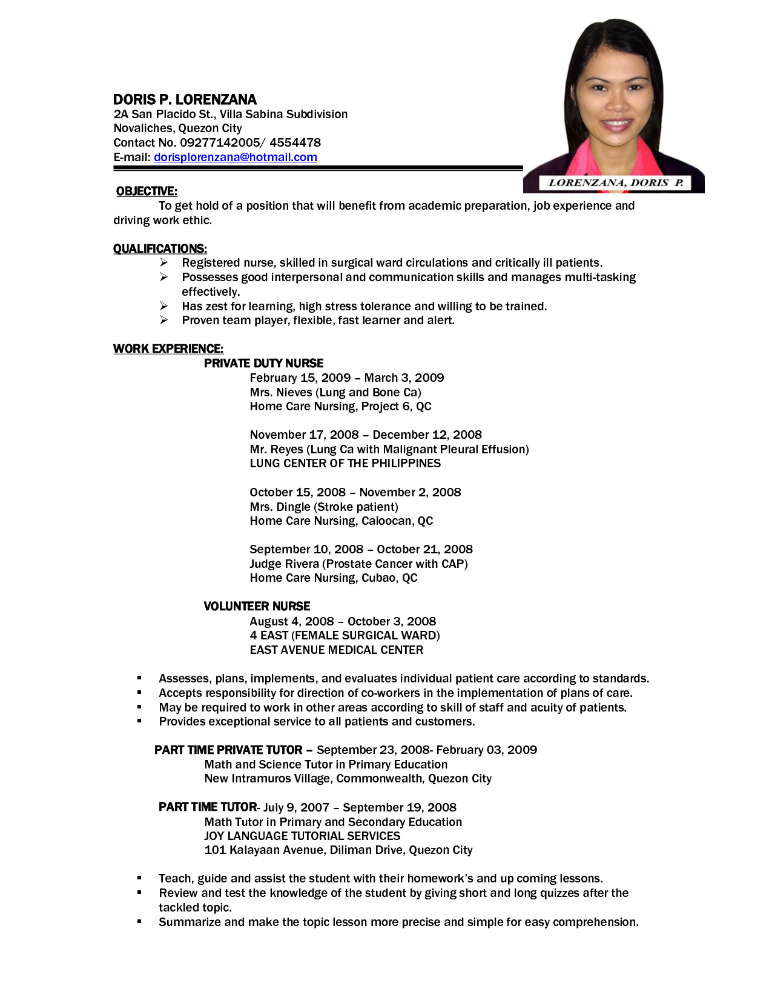 DORIS P. LORENZANA
2A San Placido St., Villa Sabina Subdivision
Novaliches, Quezon City
Contact No. 09277142005/ 4554478
E-mail: dorisplorenzana@hotmail.com
LORENZANA, DORIS P.
OBJECTIVE:
To get hold of a position that will benefit from academic preparation, job experience and
driving work ethic.
QUALIFICATIONS:
➢ Registered nurse, skilled in surgical ward circulations and critically ill patients.
➢ Possesses good interpersonal and communication skills and manages multi-tasking
effectively.
➢ Has zest for learning, high stress tolerance and willing to be trained.
➢ Proven team player, flexible, fast learner and alert.
WORK EXPERIENCE:
PRIVATE DUTY NURSE
February 15, 2009 – March 3, 2009
Mrs. Nieves (Lung and Bone Ca)
Home Care Nursing, Project 6, QC
November 17, 2008 – December 12, 2008
Mr. Reyes (Lung Ca with Malignant Pleural Effusion)
LUNG CENTER OF THE PHILIPPINES
October 15, 2008 – November 2, 2008
Mrs. Dingle (Stroke patient)
Home Care Nursing, Caloocan, QC
September 10, 2008 – October 21, 2008
Judge Rivera (Prostate Cancer with CAP)
Home Care Nursing, Cubao, QC
VOLUNTEER NURSE
August 4, 2008 – October 3, 2008
4 EAST (FEMALE SURGICAL WARD)
EAST AVENUE MEDICAL CENTER
▪ Assesses, plans, implements, and evaluates individual patient care according to standards.
▪ Accepts responsibility for direction of co-workers in the implementation of plans of care.
▪ May be required to work in other areas according to skill of staff and acuity of patients.
▪ Provides exceptional service to all patients and customers.
PART TIME PRIVATE TUTOR – September 23, 2008- February 03, 2009
Math and Science Tutor in Primary Education
New Intramuros Village, Commonwealth, Quezon City
PART TIME TUTOR- July 9, 2007 – September 19, 2008
Math Tutor in Primary and Secondary Education
JOY LANGUAGE TUTORIAL SERVICES
101 Kalayaan Avenue, Diliman Drive, Quezon City
▪ Teach, guide and assist the student with their homework’s and up coming lessons.
▪ Review and test the knowledge of the student by giving short and long quizzes after the
tackled topic.
▪ Summarize and make the topic lesson more precise and simple for easy comprehension.